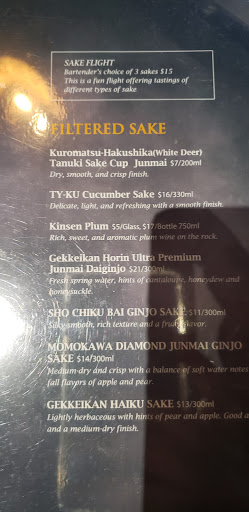 SAKE FLIGHT
Bartender's choice of 3 sakes $15
This is a fun flight offering tastings of
different types of sake
FILTERED SAKE
Kuromatsu-Hakushika(White Deer)
Tanuki Sake Cup Junmai $7/200ml
Dry, smooth, and crisp finish.
TY-KU Cucumber Sake $16/330ml
Delicate, light, and refreshing with a smooth finish.
Kinsen Plum $5/Glass, $17/Bottle 750ml
Rich, sweet, and aromatic plum wine on the rock.
Gekkeikan Horin Ultra Premium
Junmai Daiginjo $21/300ml
Fresh spring water, hints of cantaloupe, honeydew and
honeysuckle.
SHO CHIKU BAI GINJO SAKE $11/300ml
Silky smooth, rich texture and a fruity flavor.
MOMOKAWA DIAMOND JUNMAI GINJO
SAKE $14/300ml
Medium-dry and crisp with a balance of soft water notes
fall flavors of apple and pear.
GEKKEIKAN HAIKU SAKE $13/300ml
Lightly herbaceous with hints of pear and apple. Good a
and a medium-dry finish.